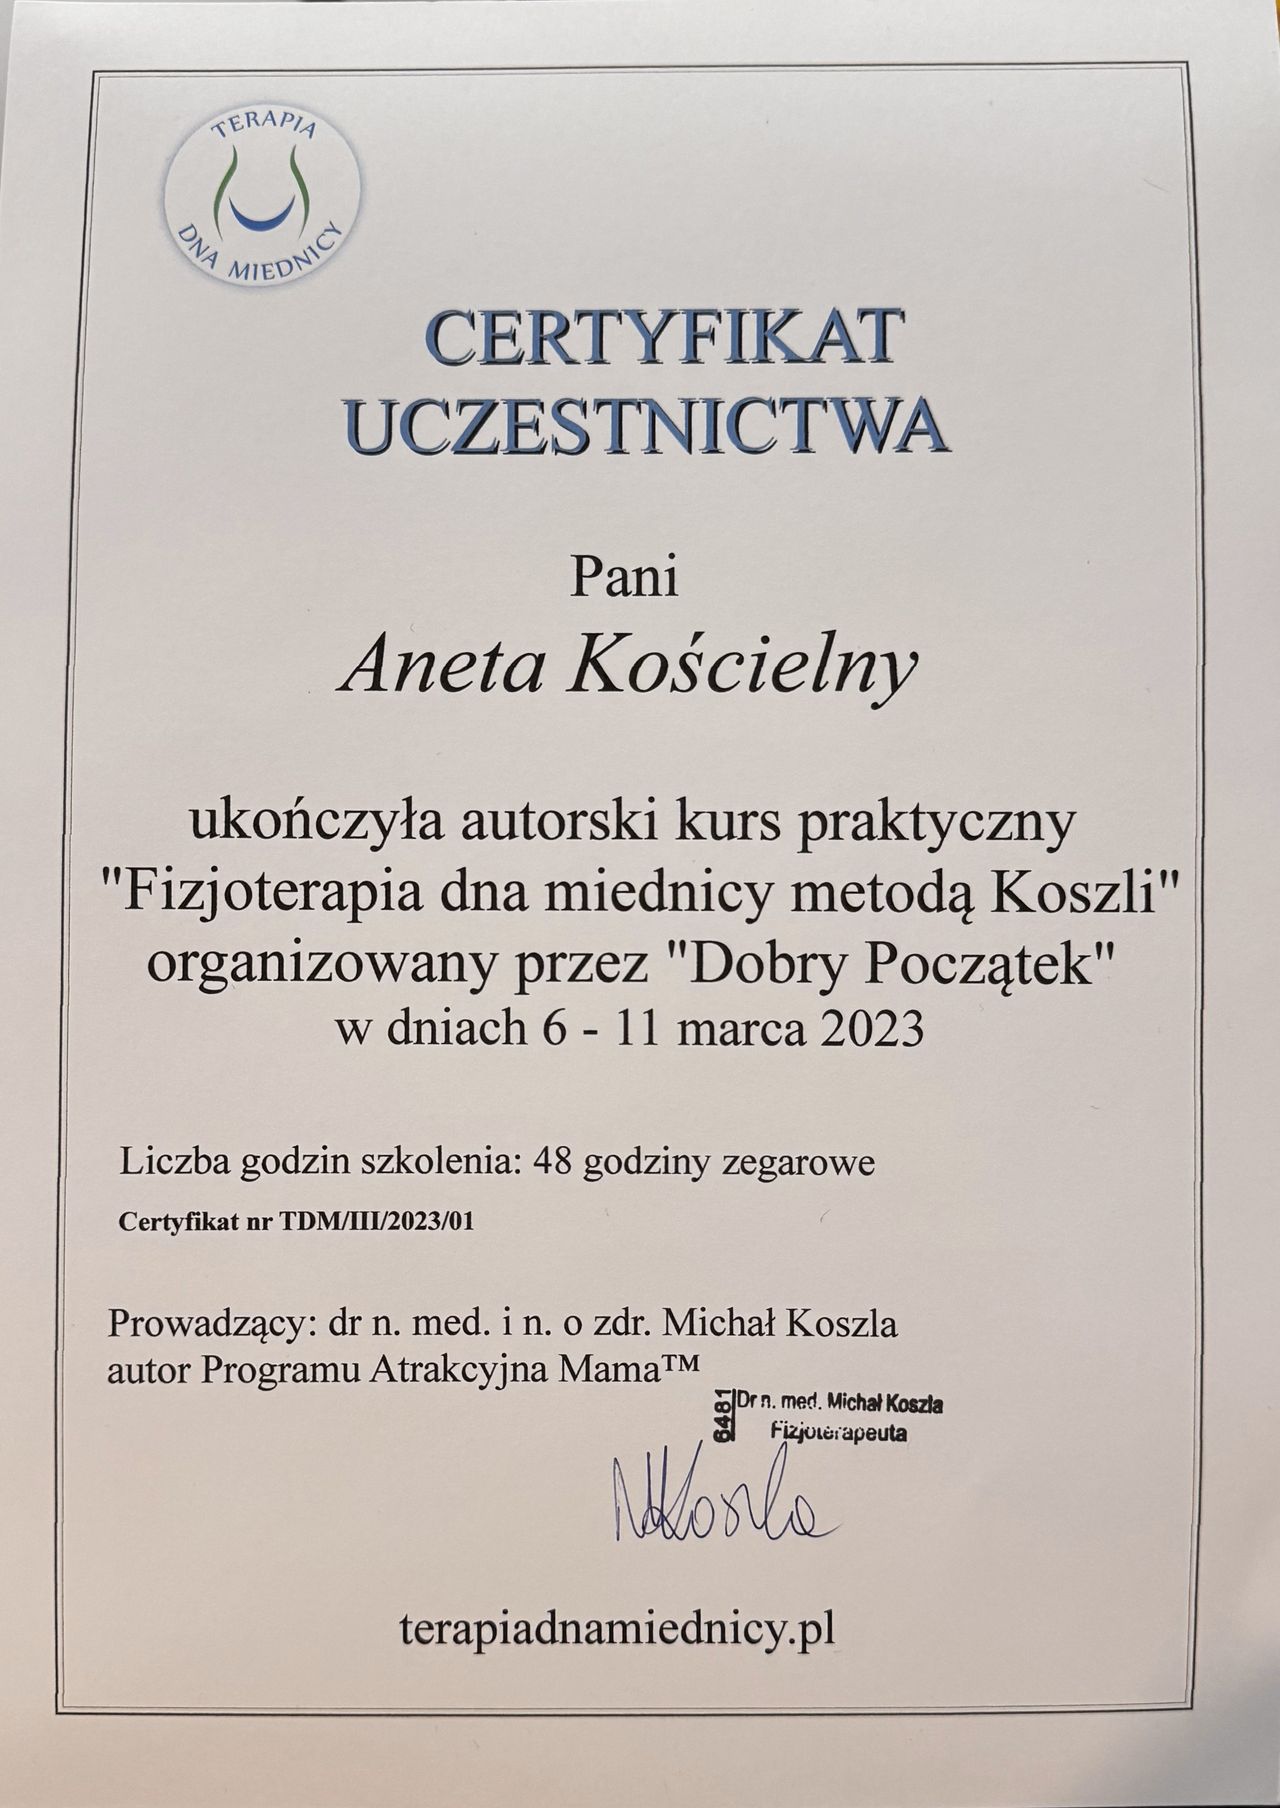 TERAPIA
DNA MIEDNICY
CERTYFIKAT
UCZESTNICTWA
Pani
Aneta Kościelny
ukończyła autorski kurs praktyczny
"Fizjoterapia dna miednicy metodą Koszli"
organizowany przez "Dobry Początek"
w dniach 6 - 11 marca 2023
Liczba godzin szkolenia: 48 godziny zegarowe
Certyfikat nr TDM/III/2023/01
Prowadzący: dr n. med. i n. o zdr. Michał Koszla
autor Programu Atrakcyjna Mama™
6481
Dr n. med. Michał Koszla
Fizjoterapeuta
MKoszla
terapiadnamiednicy.pl